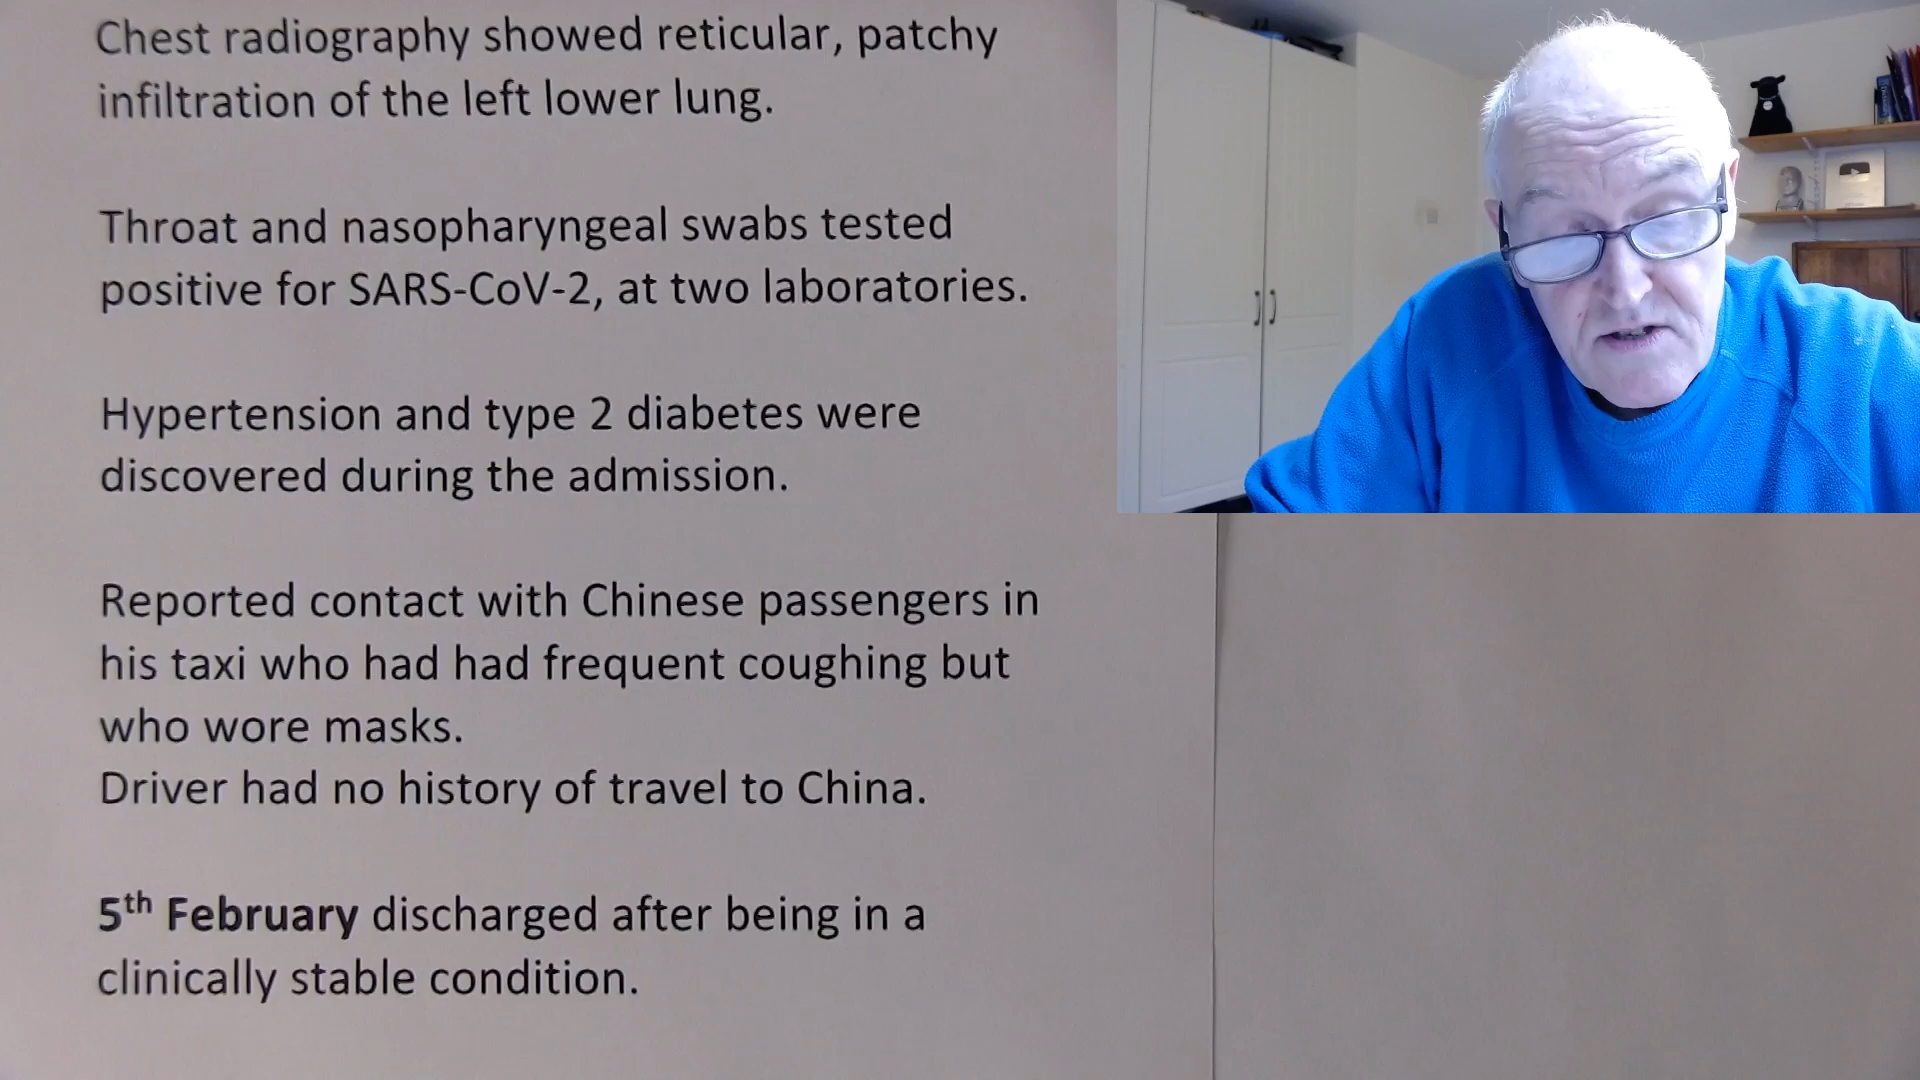 Chest radiography showed reticular, patchy
infiltration of the left lower lung.
Throat and nasopharyngeal swabs tested
positive for SARS-CoV-2, at two laboratories.
Hypertension and type 2 diabetes were
discovered during the admission.
Reported contact with Chinese passengers in
his taxi who had had frequent coughing but
who wore masks.
Driver had no history of travel to China.
5th February discharged after being in a
clinically stable condition.